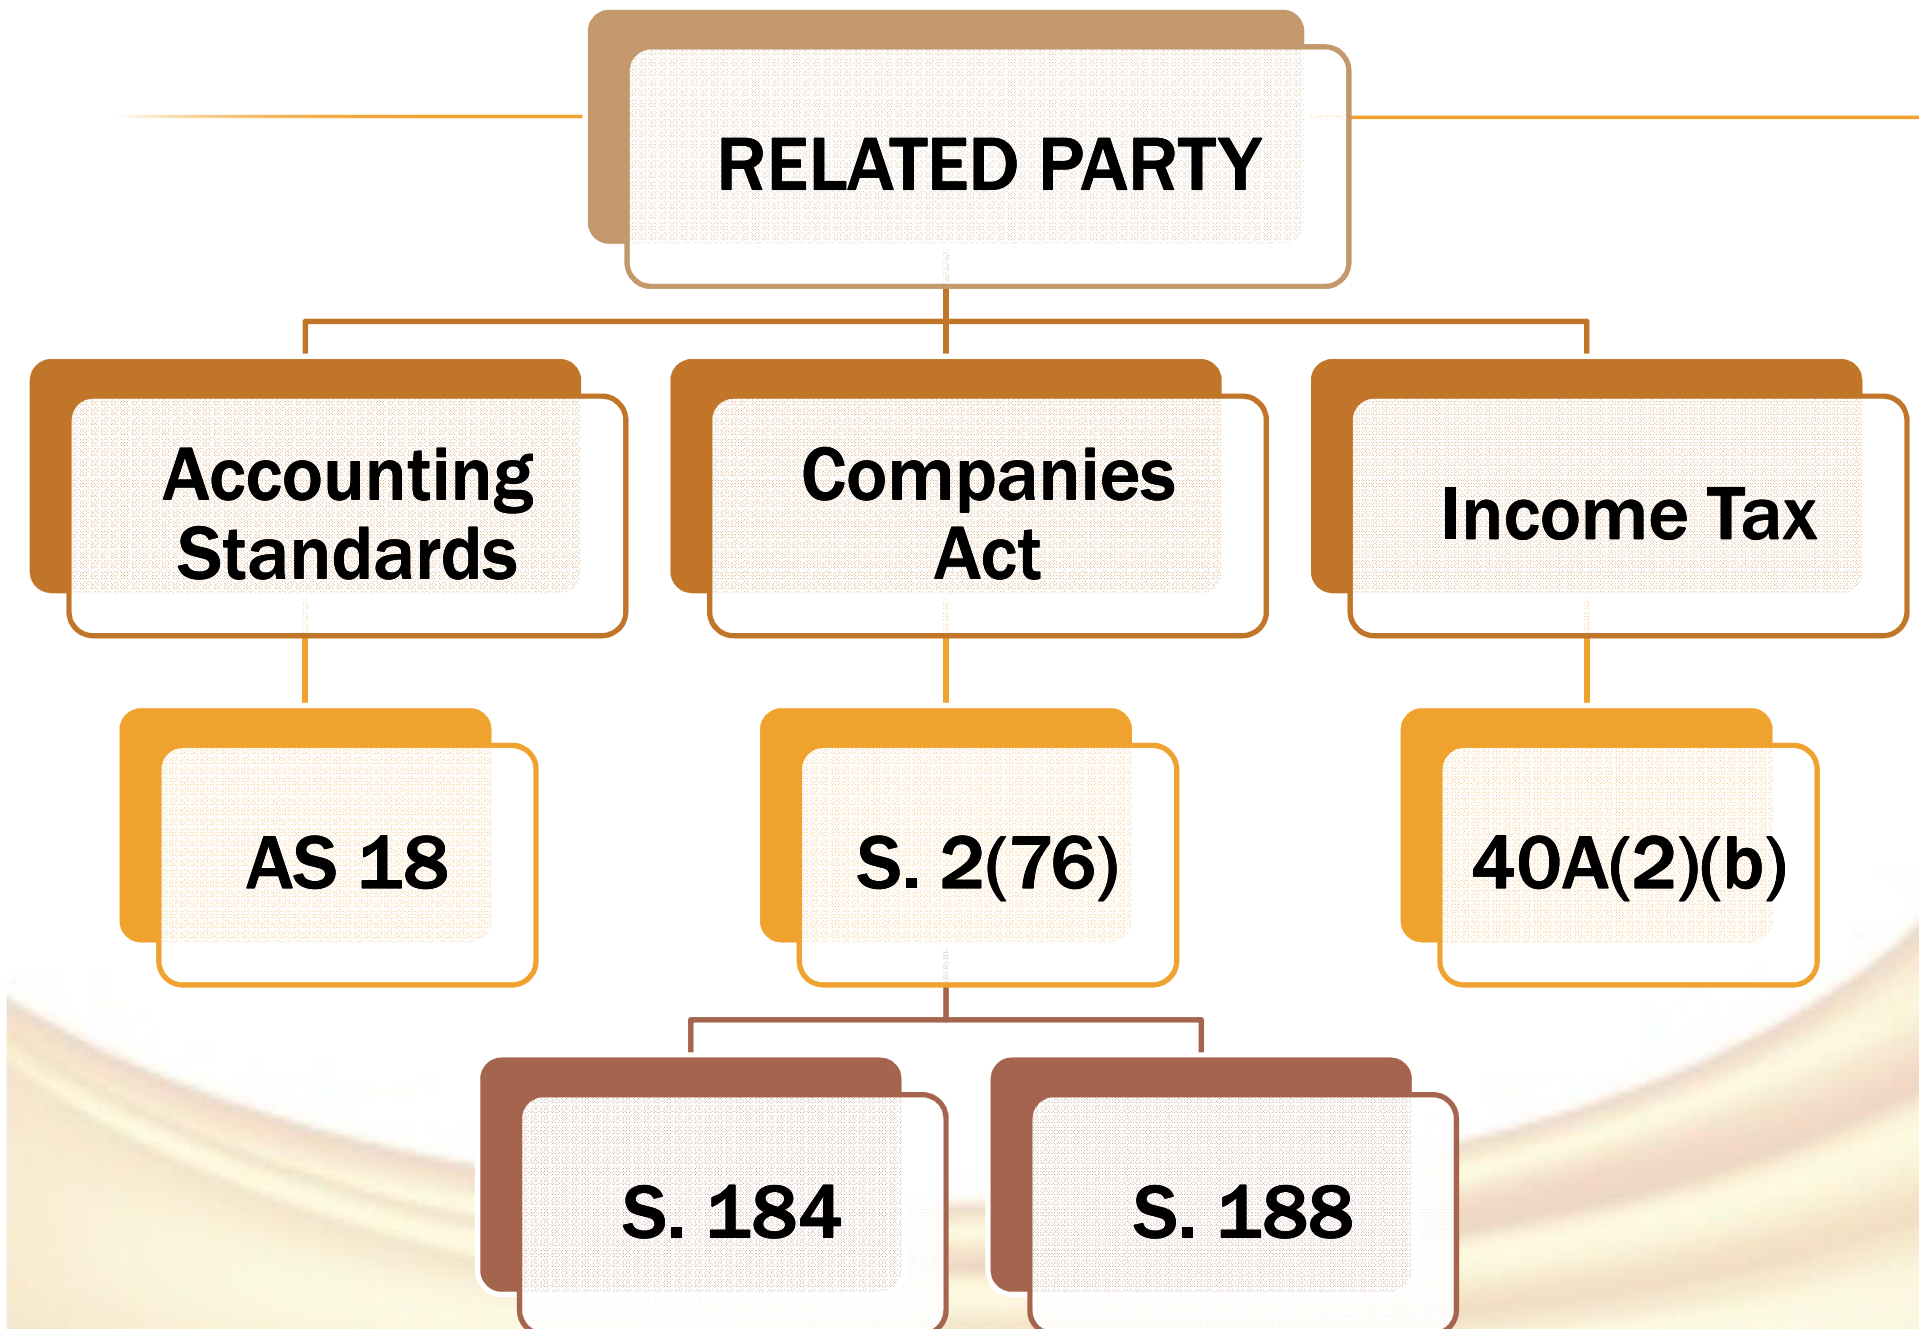 RELATED PARTY
Accounting
Standards
Companies
Act
Income Tax
AS 18
S. 2(76)
40A(2)(b)
S. 184
S. 188